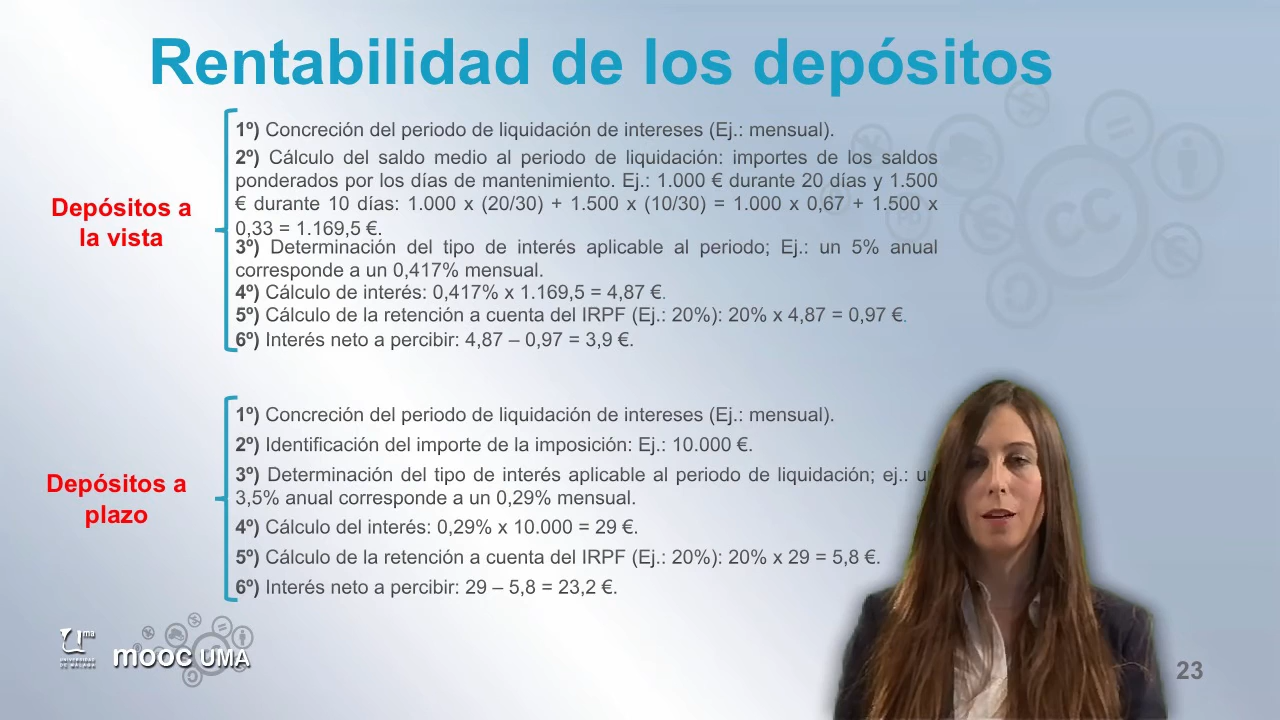 Rentabilidad de los depósitos
Depósitos a
la vista
1º) Concreción del periodo de liquidación de intereses (Ej.: mensual).
2º) Cálculo del saldo medio al periodo de liquidación: importes de los saldos
ponderados por los días de mantenimiento. Ej.: 1.000 € durante 20 días y 1.500
€ durante 10 días: 1.000 x (20/30) + 1.500 x (10/30) = 1.000 x 0,67 + 1.500 x
0,33 = 1.169,5 €.
3º) Determinación del tipo de interés aplicable al periodo; Ej.: un 5% anual
corresponde a un 0,417% mensual.
4º) Cálculo de interés: 0,417% x 1.169,5 = 4,87 €.
5º) Cálculo de la retención a cuenta del IRPF (Ej.: 20%): 20% x 4,87 = 0,97 €.
6º) Interés neto a percibir: 4,87 – 0,97 = 3,9 €.
Depósitos a
plazo
1º) Concreción del periodo de liquidación de intereses (Ej.: mensual).
2º) Identificación del importe de la imposición: Ej.: 10.000 €.
3º) Determinación del tipo de interés aplicable al periodo de liquidación; ej.: un
3,5% anual corresponde a un 0,29% mensual.
4º) Cálculo del interés: 0,29% x 10.000 = 29 €.
5º) Cálculo de la retención a cuenta del IRPF (Ej.: 20%): 20% x 29 = 5,8 €.
6º) Interés neto a percibir: 29 – 5,8 = 23,2 €.
uma
UNIVERSIDAD
DE MÁLAGA
mooc UMA
cc
23